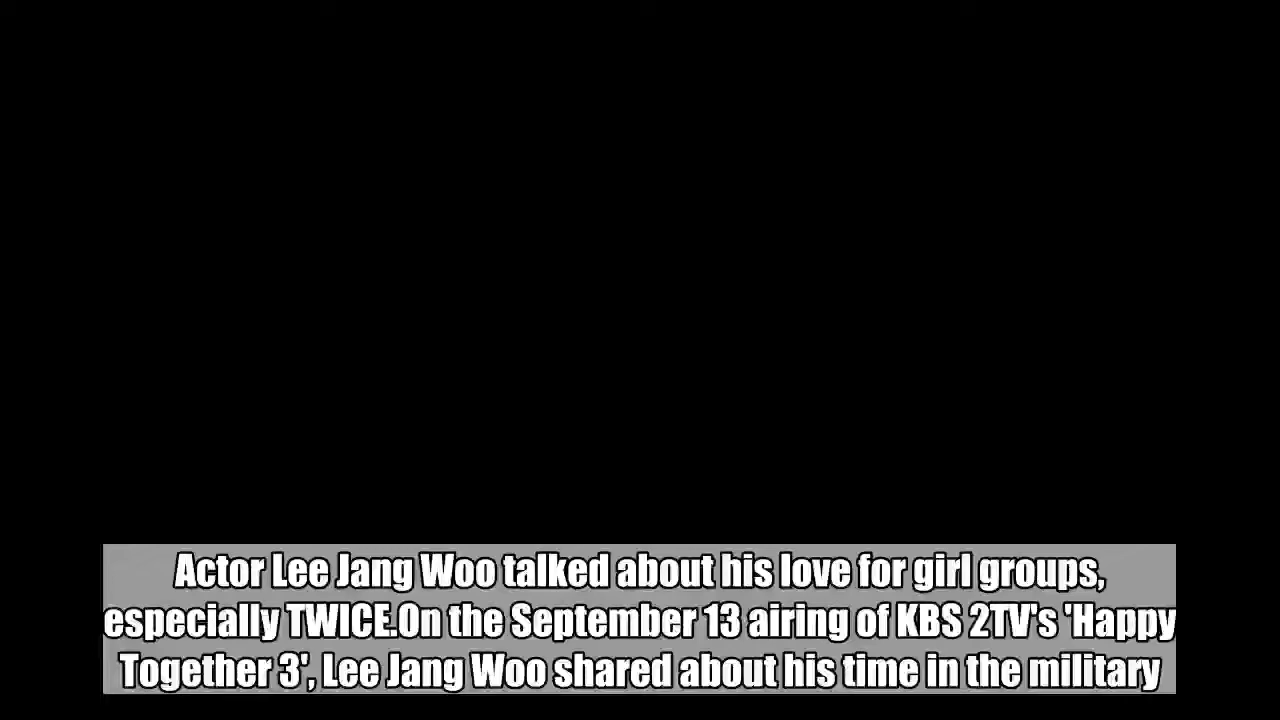 Actor Lee Jang Woo talked about his love for girl groups,
especially TWICE.On the September 13 airing of KBS 2TV's 'Happy
Together 3', Lee Jang Woo shared about his time in the military